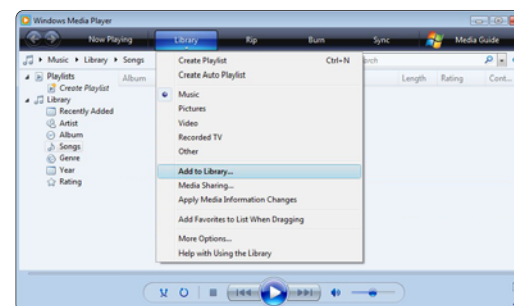 Windows Media Player
Now Playing
Library
Rip
Burn
Sync
Media Guide
Music ▸ Library ▸ Songs
Playlists
Create Playlist
Library
Recently Added
Artist
Album
Songs
Genre
Year
Rating
Album
Length
Rating
Cont...
Create Playlist Ctrl+N
Create Auto Playlist
Music
Pictures
Video
Recorded TV
Other
Add to Library...
Media Sharing...
Apply Media Information Changes
Add Favorites to List When Dragging
More Options...
Help with Using the Library